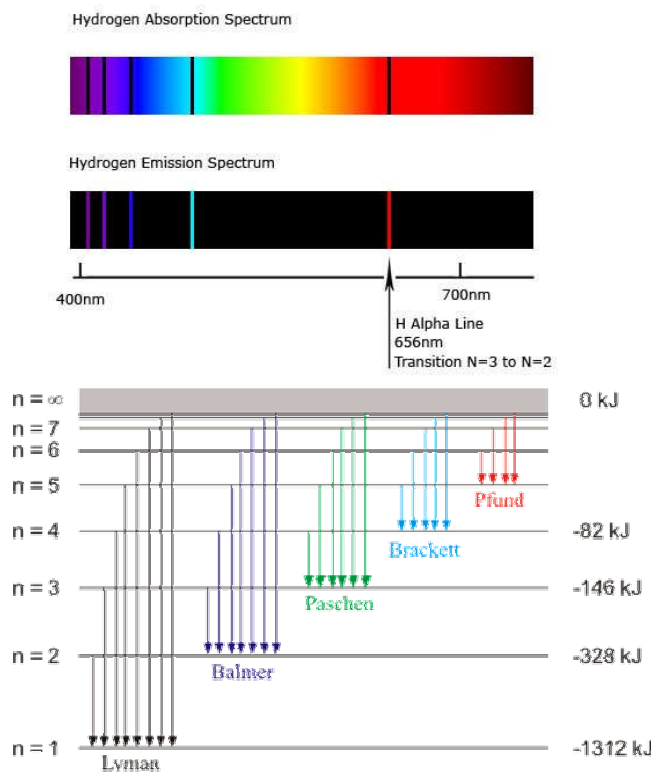 Hydrogen Absorption Spectrum
Hydrogen Emission Spectrum
400nm
700nm
H Alpha Line
656nm
Transition N=3 to N=2
n = ∞
0 kJ
n = 7
n = 6
n = 5
Pfund
n = 4
-82 kJ
Brackett
n = 3
-146 kJ
Paschen
n = 2
-328 kJ
Balmer
n = 1
-1312 kJ
Lyman